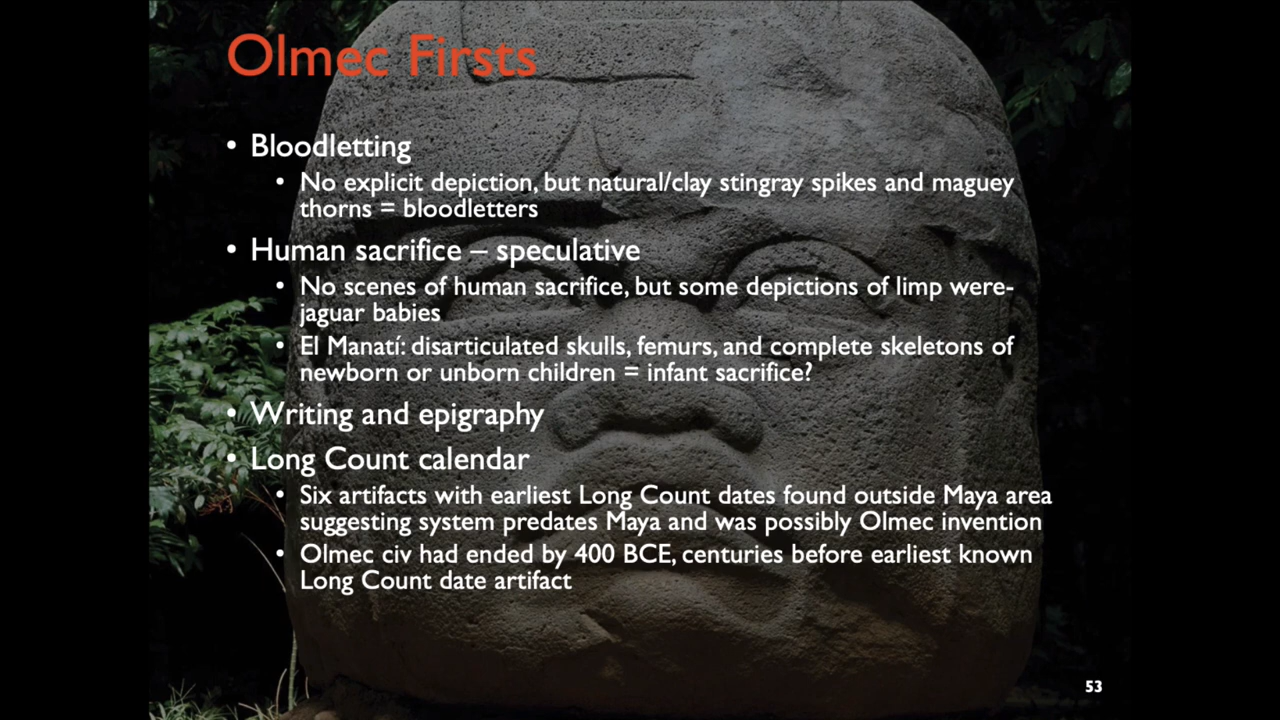 Olmec Firsts
• Bloodletting
• No explicit depiction, but natural/clay stingray spikes and maguey
thorns = bloodletters
• Human sacrifice – speculative
• No scenes of human sacrifice, but some depictions of limp were-
jaguar babies
• El Manatí: disarticulated skulls, femurs, and complete skeletons of
newborn or unborn children = infant sacrifice?
• Writing and epigraphy
• Long Count calendar
• Six artifacts with earliest Long Count dates found outside Maya area
suggesting system predates Maya and was possibly Olmec invention
• Olmec civ had ended by 400 BCE, centuries before earliest known
Long Count date artifact
53